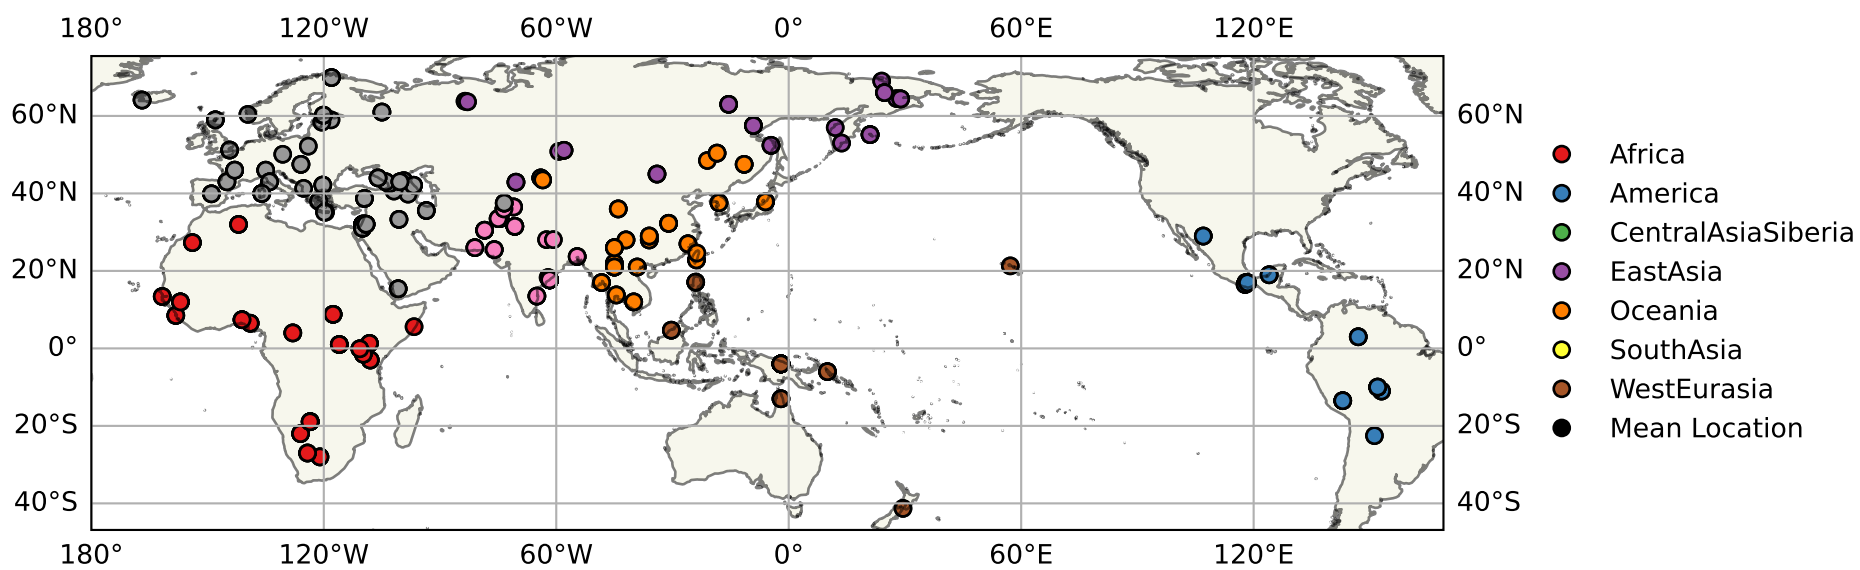 180° 120°W 60°W 0° 60°E 120°E
60°N 60°N
40°N 40°N
20°N 20°N
0° 0°
20°S 20°S
40°S 40°S
180° 120°W 60°W 0° 60°E 120°E
Africa
America
CentralAsiaSiberia
EastAsia
Oceania
SouthAsia
WestEurasia
Mean Location